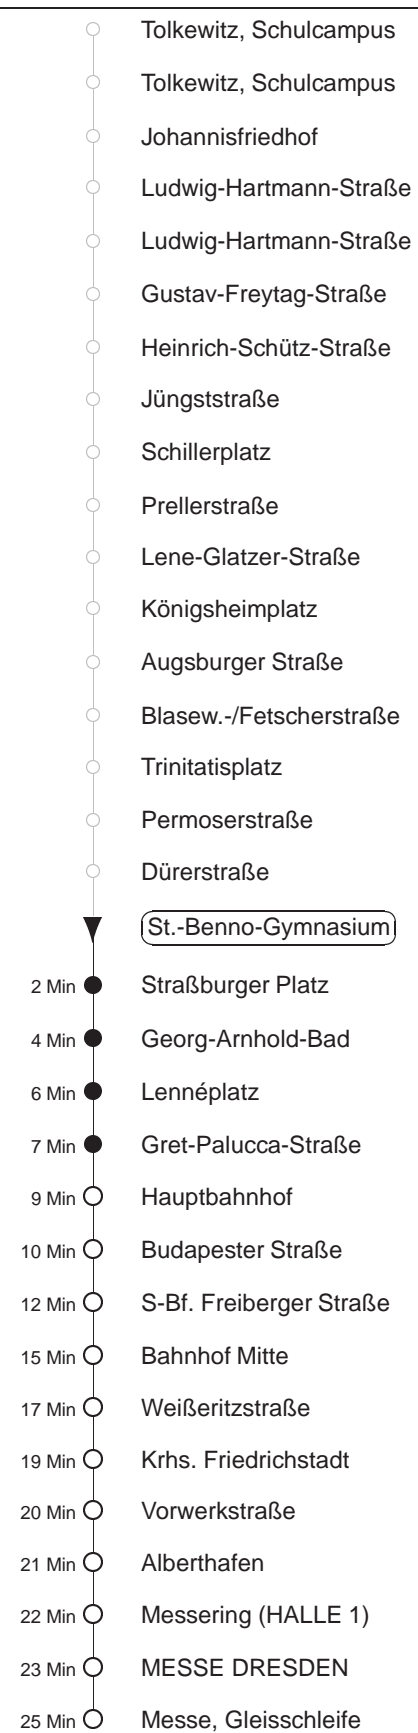 Tolkewitz, Schulcampus
Tolkewitz, Schulcampus
Johannisfriedhof
Ludwig-Hartmann-Straße
Ludwig-Hartmann-Straße
Gustav-Freytag-Straße
Heinrich-Schütz-Straße
Jüngststraße
Schillerplatz
Prellerstraße
Lene-Glatzer-Straße
Königsheimplatz
Augsburger Straße
Blasew.-/Fetscherstraße
Trinitatisplatz
Permoserstraße
Dürerstraße
St.-Benno-Gymnasium
2 Min Straßburger Platz
4 Min Georg-Arnhold-Bad
6 Min Lennéplatz
7 Min Gret-Palucca-Straße
9 Min Hauptbahnhof
10 Min Budapester Straße
12 Min S-Bf. Freiberger Straße
15 Min Bahnhof Mitte
17 Min Weißeritzstraße
19 Min Krhs. Friedrichstadt
20 Min Vorwerkstraße
21 Min Alberthafen
22 Min Messering (HALLE 1)
23 Min MESSE DRESDEN
25 Min Messe, Gleisschleife